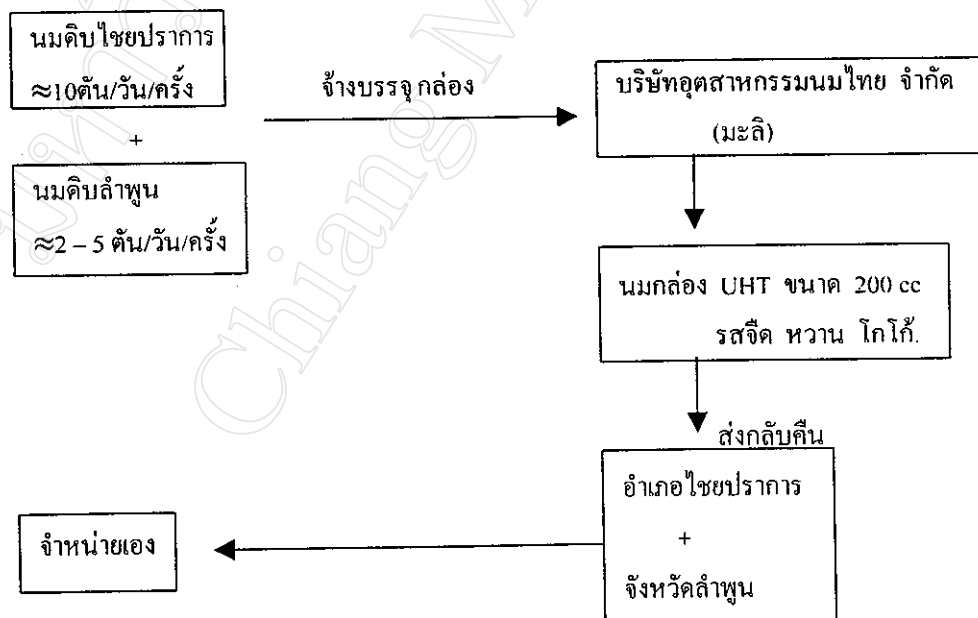 นมดิบไชยปราการ
≈10ตัน/วัน/ครั้ง
+
นมดิบลำพูน
≈2 – 5 ตัน/วัน/ครั้ง
จ้างบรรจุ กล่อง
บริษัทอุตสาหกรรมนมไทย จำกัด
(มะลิ)
นมกล่อง UHT ขนาด 200 cc
รสจืด หวาน โกโก้.
ส่งกลับคืน
อำเภอไชยปราการ
+
จังหวัดลำพูน
จำหน่ายเอง
Chiang M